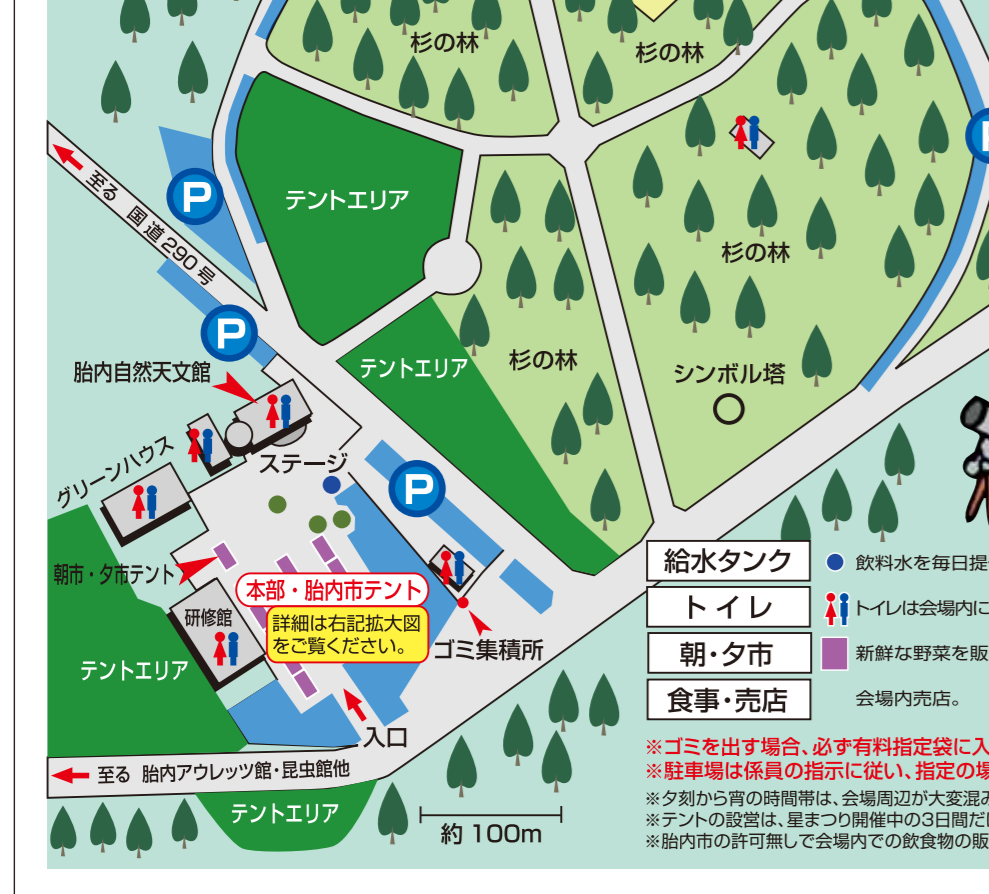 杉の林
杉の林
P
テントエリア
P
至る 国道290号
杉の林
P
胎内自然天文館
テントエリア
杉の林
シンボル塔
グリーンハウス
ステージ
P
朝市・夕市テント
本部・胎内市テント
詳細は右記拡大図
をご覧ください。
研修館
ゴミ集積所
テントエリア
入口
至る 胎内アウレッツ館・昆虫館他
テントエリア
約100m
給水タンク
飲料水を毎日提
トイレ
トイレは会場内に
朝・夕市
新鮮な野菜を販
食事・売店
会場内売店。
※ゴミを出す場合、必ず有料指定袋に入
※駐車場は係員の指示に従い、指定の場
※夕刻から宵の時間帯は、会場周辺が大変混み
※テントの設営は、星まつり開催中の3日間だけ
※胎内市の許可無しで会場内での飲食物の販